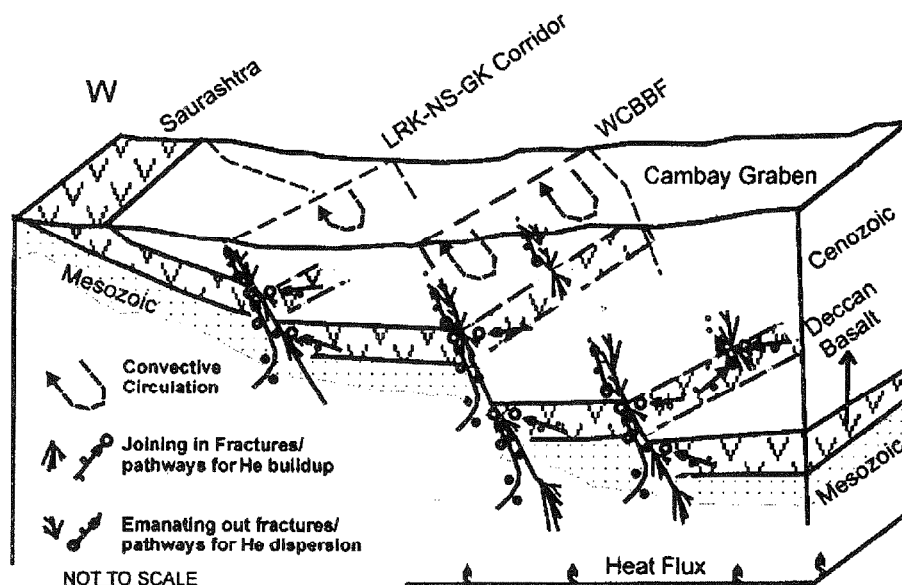 W
Saurashtra
LRK-NS-GK Corridor
WCBBF
Cambay Graben
Cenozoic
Mesozoic
Deccan
Basalt
Mesozoic
Convective
Circulation
Joining in Fractures/
pathways for He buildup
Emanating out fractures/
pathways for He dispersion
NOT TO SCALE
Heat Flux